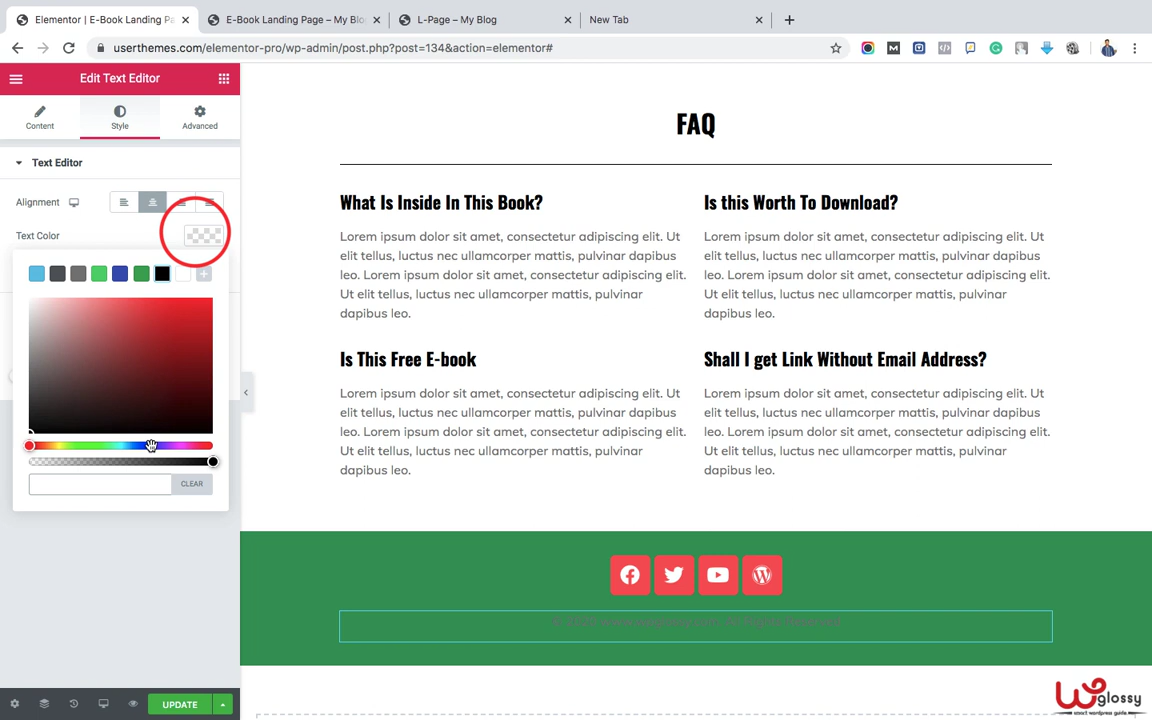 Elementor | E-Book Landing Pa
E-Book Landing Page – My Blo
L-Page – My Blog
New Tab
userthemes.com/elementor-pro/wp-admin/post.php?post=134&action=elementor#
Edit Text Editor
Content
Style
Advanced
Text Editor
Alignment
Text Color
CLEAR
UPDATE
FAQ
What Is Inside In This Book?
Lorem ipsum dolor sit amet, consectetur adipiscing elit. Ut
elit tellus, luctus nec ullamcorper mattis, pulvinar dapibus
leo. Lorem ipsum dolor sit amet, consectetur adipiscing elit.
Ut elit tellus, luctus nec ullamcorper mattis, pulvinar
dapibus leo.
Is this Worth To Download?
Lorem ipsum dolor sit amet, consectetur adipiscing elit. Ut
elit tellus, luctus nec ullamcorper mattis, pulvinar dapibus
leo. Lorem ipsum dolor sit amet, consectetur adipiscing elit.
Ut elit tellus, luctus nec ullamcorper mattis, pulvinar
dapibus leo.
Is This Free E-book
Lorem ipsum dolor sit amet, consectetur adipiscing elit. Ut
elit tellus, luctus nec ullamcorper mattis, pulvinar dapibus
leo. Lorem ipsum dolor sit amet, consectetur adipiscing elit.
Ut elit tellus, luctus nec ullamcorper mattis, pulvinar
dapibus leo.
Shall I get Link Without Email Address?
Lorem ipsum dolor sit amet, consectetur adipiscing elit. Ut
elit tellus, luctus nec ullamcorper mattis, pulvinar dapibus
leo. Lorem ipsum dolor sit amet, consectetur adipiscing elit.
Ut elit tellus, luctus nec ullamcorper mattis, pulvinar
dapibus leo.
glossy